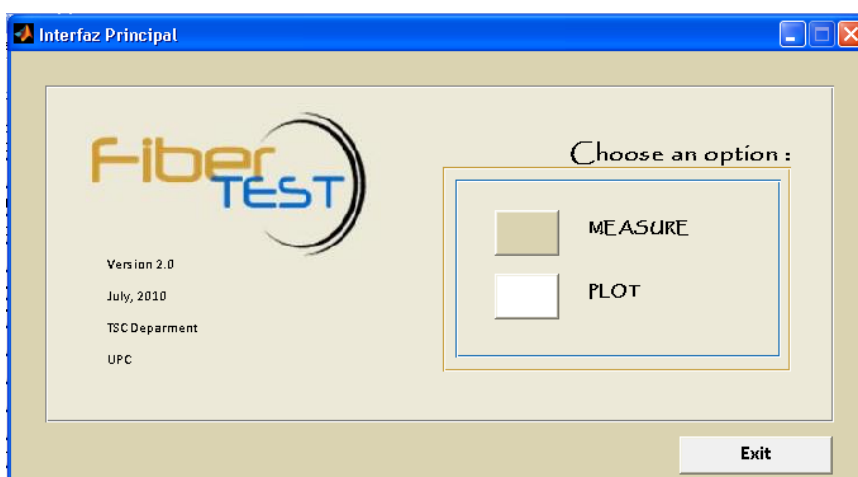 Interfaz Principal
Fiber
TEST
Choose an option :
MEASURE
PLOT
Version 2.0
July, 2010
TSC Deparment
UPC
Exit